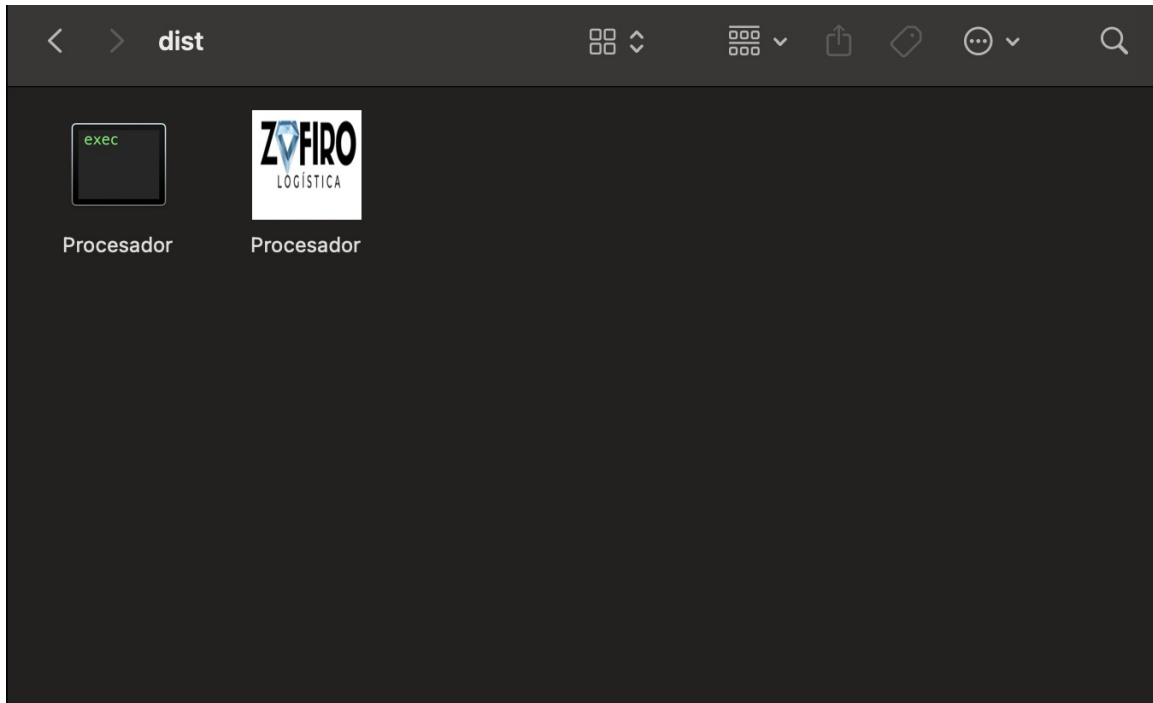 dist
exec
ZAFIRO
LOGÍSTICA
Procesador
Procesador